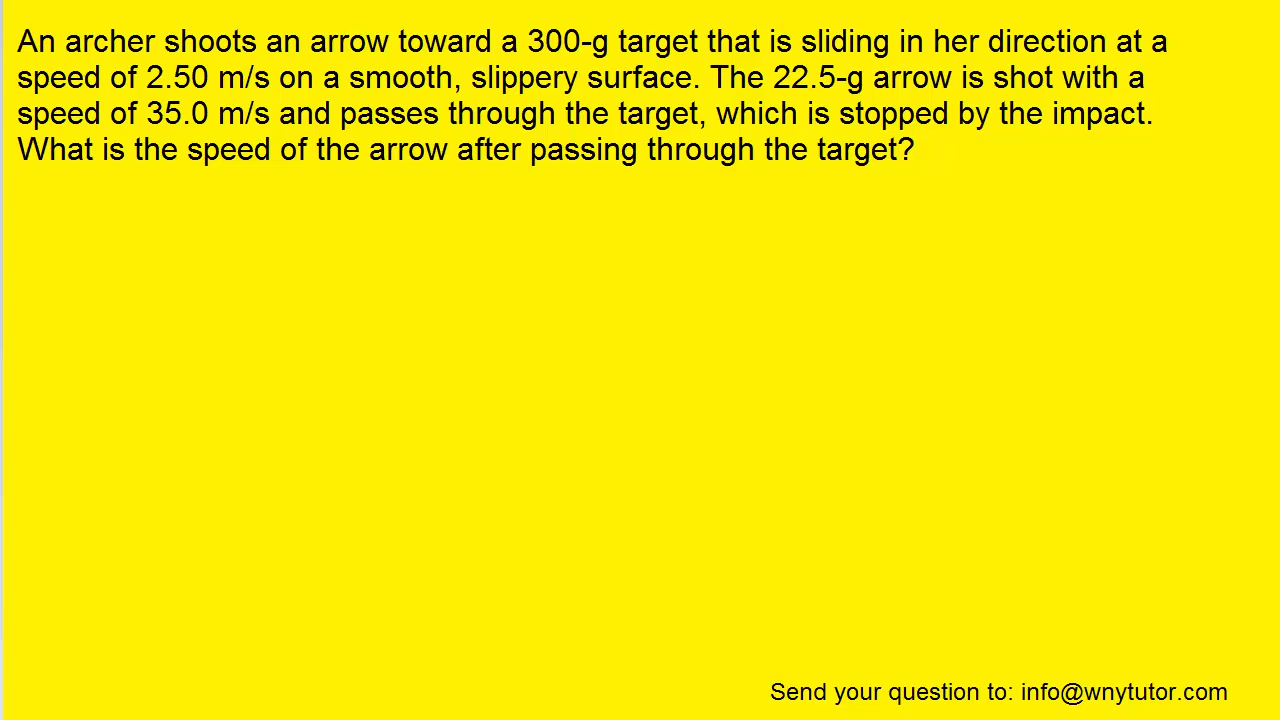 An archer shoots an arrow toward a 300-g target that is sliding in her direction at a
speed of 2.50 m/s on a smooth, slippery surface. The 22.5-g arrow is shot with a
speed of 35.0 m/s and passes through the target, which is stopped by the impact.
What is the speed of the arrow after passing through the target?
Send your question to: info@wnytutor.com